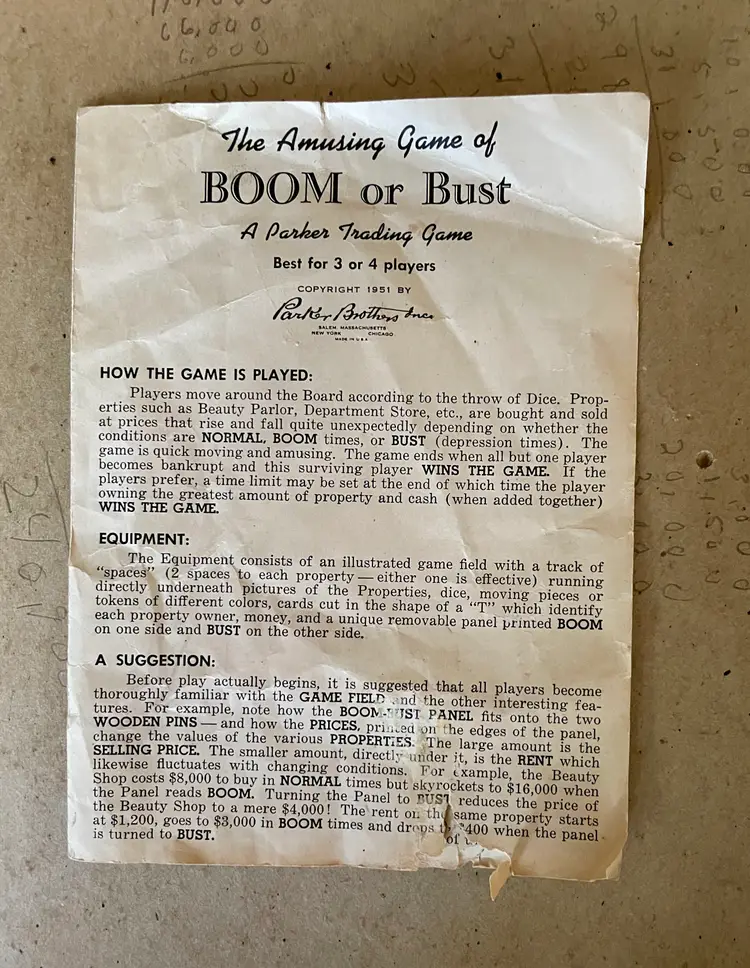 The Amusing Game of
BOOM or Bust
A Parker Trading Game
Best for 3 or 4 players
COPYRIGHT 1951 BY
Parker Brothers Inc.
SALEM, MASSACHUSETTS
NEW YORK CHICAGO
MADE IN U.S.A.
HOW THE GAME IS PLAYED:
Players move around the Board according to the throw of Dice. Prop-
erties such as Beauty Parlor, Department Store, etc., are bought and sold
at prices that rise and fall quite unexpectedly depending on whether the
conditions are NORMAL, BOOM times, or BUST (depression times). The
game is quick moving and amusing. The game ends when all but one player
becomes bankrupt and this surviving player WINS THE GAME. If the
players prefer, a time limit may be set at the end of which time the player
owning the greatest amount of property and cash (when added together)
WINS THE GAME.
EQUIPMENT:
The Equipment consists of an illustrated game field with a track of
"spaces" (2 spaces to each property — either one is effective) running
directly underneath pictures of the Properties, dice, moving pieces or
tokens of different colors, cards cut in the shape of a "T" which identify
each property owner, money, and a unique removable panel printed BOOM
on one side and BUST on the other side.
A SUGGESTION:
Before play actually begins, it is suggested that all players become
thoroughly familiar with the GAME FIELD and the other interesting fea-
tures. For example, note how the BOOM-BUST PANEL fits onto the two
WOODEN PINS — and how the PRICES, printed on the edges of the panel,
change the values of the various PROPERTIES. The large amount is the
SELLING PRICE. The smaller amount, directly under it, is the RENT which
likewise fluctuates with changing conditions. For example, the Beauty
Shop costs $8,000 to buy in NORMAL times but skyrockets to $16,000 when
the Panel reads BOOM. Turning the Panel to BUST reduces the price of
the Beauty Shop to a mere $4,000! The rent on the same property starts
at $1,200, goes to $3,000 in BOOM times and drops 400 when the panel
is turned to BUST. of
66,000
6,000